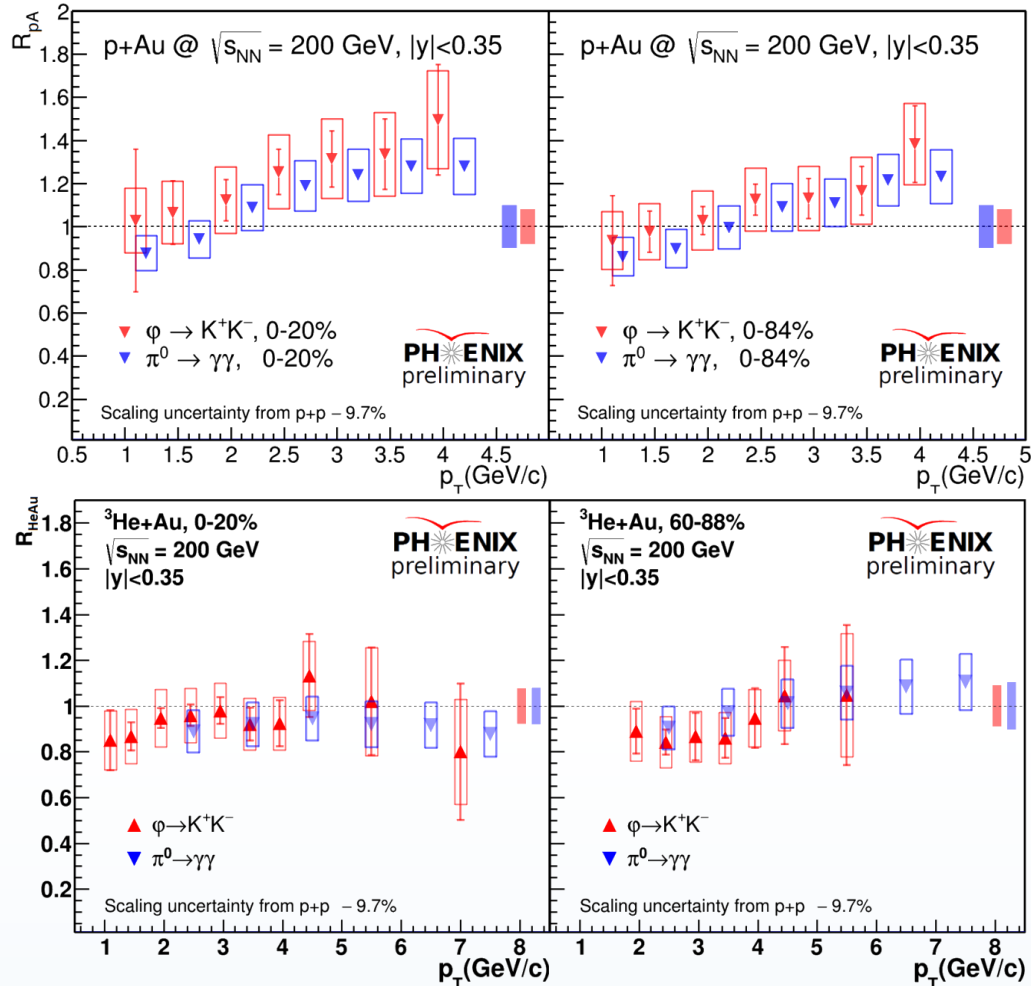 R_pA
2
1.8
1.6
1.4
1.2
1
0.8
0.6
0.4
0.2
p+Au @ √s_NN = 200 GeV, |y|<0.35
φ → K⁺K⁻, 0-20%
π⁰ → γγ, 0-20%
PHENIX
preliminary
Scaling uncertainty from p+p – 9.7%
0.5 1 1.5 2 2.5 3 3.5 4 4.5
p_T(GeV/c)
p+Au @ √s_NN = 200 GeV, |y|<0.35
φ → K⁺K⁻, 0-84%
π⁰ → γγ, 0-84%
PHENIX
preliminary
Scaling uncertainty from p+p – 9.7%
1 1.5 2 2.5 3 3.5 4 4.5 5
p_T(GeV/c)
R_HeAu
1.8
1.6
1.4
1.2
1
0.8
0.6
0.4
0.2
³He+Au, 0-20%
√s_NN = 200 GeV
|y|<0.35
PHENIX
preliminary
φ→K⁺K⁻
π⁰→γγ
Scaling uncertainty from p+p – 9.7%
1 2 3 4 5 6 7 8
p_T(GeV/c)
³He+Au, 60-88%
√s_NN = 200 GeV
|y|<0.35
PHENIX
preliminary
φ→K⁺K⁻
π⁰→γγ
Scaling uncertainty from p+p – 9.7%
1 2 3 4 5 6 7 8
p_T(GeV/c)